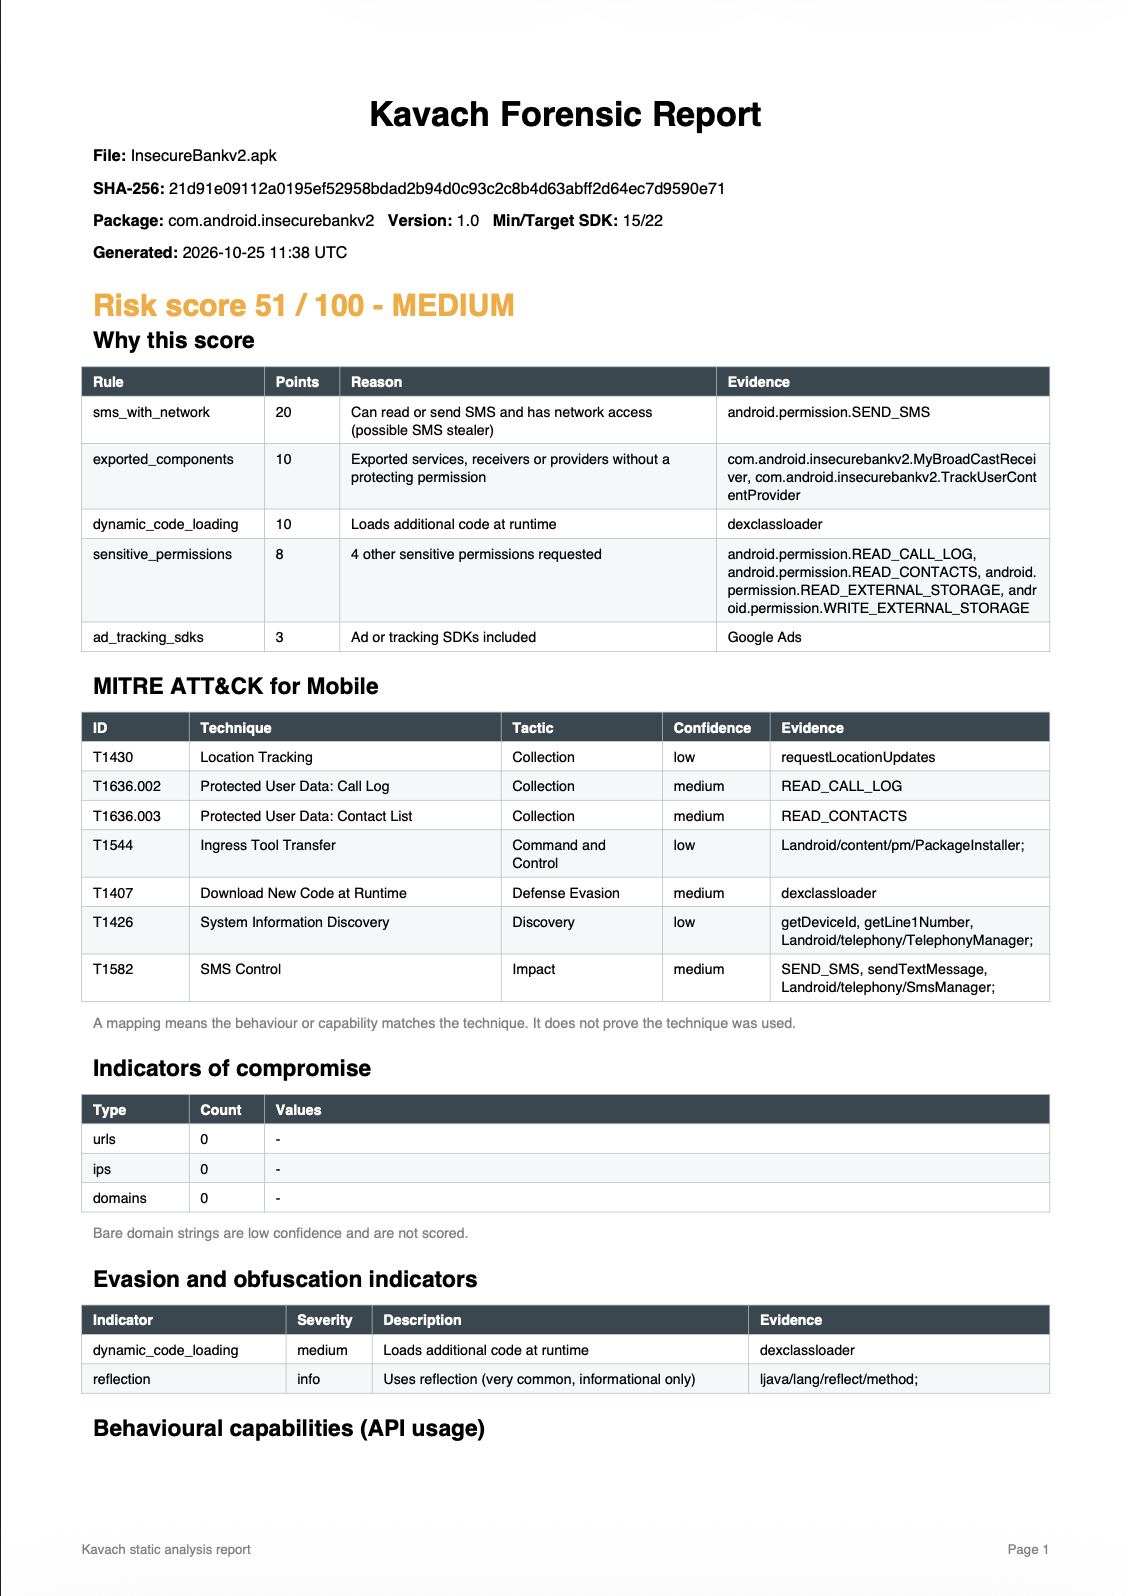 Kavach Forensic Report
File: InsecureBankv2.apk
SHA-256: 21d91e09112a0195ef52958bdad2b94d0c93c2c8b4d63abff2d64ec7d9590e71
Package: com.android.insecurebankv2 Version: 1.0 Min/Target SDK: 15/22
Generated: 2026-10-25 11:38 UTC
Risk score 51 / 100 - MEDIUM
Why this score
Rule Points Reason Evidence
sms_with_network 20 Can read or send SMS and has network access android.permission.SEND_SMS
(possible SMS stealer)
exported_components 10 Exported services, receivers or providers without a com.android.insecurebankv2.MyBroadCastRecei
protecting permission ver, com.android.insecurebankv2.TrackUserCont
entProvider
dynamic_code_loading 10 Loads additional code at runtime dexclassloader
sensitive_permissions 8 4 other sensitive permissions requested android.permission.READ_CALL_LOG,
android.permission.READ_CONTACTS, android.
permission.READ_EXTERNAL_STORAGE, andr
oid.permission.WRITE_EXTERNAL_STORAGE
ad_tracking_sdks 3 Ad or tracking SDKs included Google Ads
MITRE ATT&CK for Mobile
ID Technique Tactic Confidence Evidence
T1430 Location Tracking Collection low requestLocationUpdates
T1636.002 Protected User Data: Call Log Collection medium READ_CALL_LOG
T1636.003 Protected User Data: Contact List Collection medium READ_CONTACTS
T1544 Ingress Tool Transfer Command and low Landroid/content/pm/PackageInstaller;
Control
T1407 Download New Code at Runtime Defense Evasion medium dexclassloader
T1426 System Information Discovery Discovery low getDeviceId, getLine1Number,
Landroid/telephony/TelephonyManager;
T1582 SMS Control Impact medium SEND_SMS, sendTextMessage,
Landroid/telephony/SmsManager;
A mapping means the behaviour or capability matches the technique. It does not prove the technique was used.
Indicators of compromise
Type Count Values
urls 0 -
ips 0 -
domains 0 -
Bare domain strings are low confidence and are not scored.
Evasion and obfuscation indicators
Indicator Severity Description Evidence
dynamic_code_loading medium Loads additional code at runtime dexclassloader
reflection info Uses reflection (very common, informational only) ljava/lang/reflect/method;
Behavioural capabilities (API usage)
Kavach static analysis report Page 1